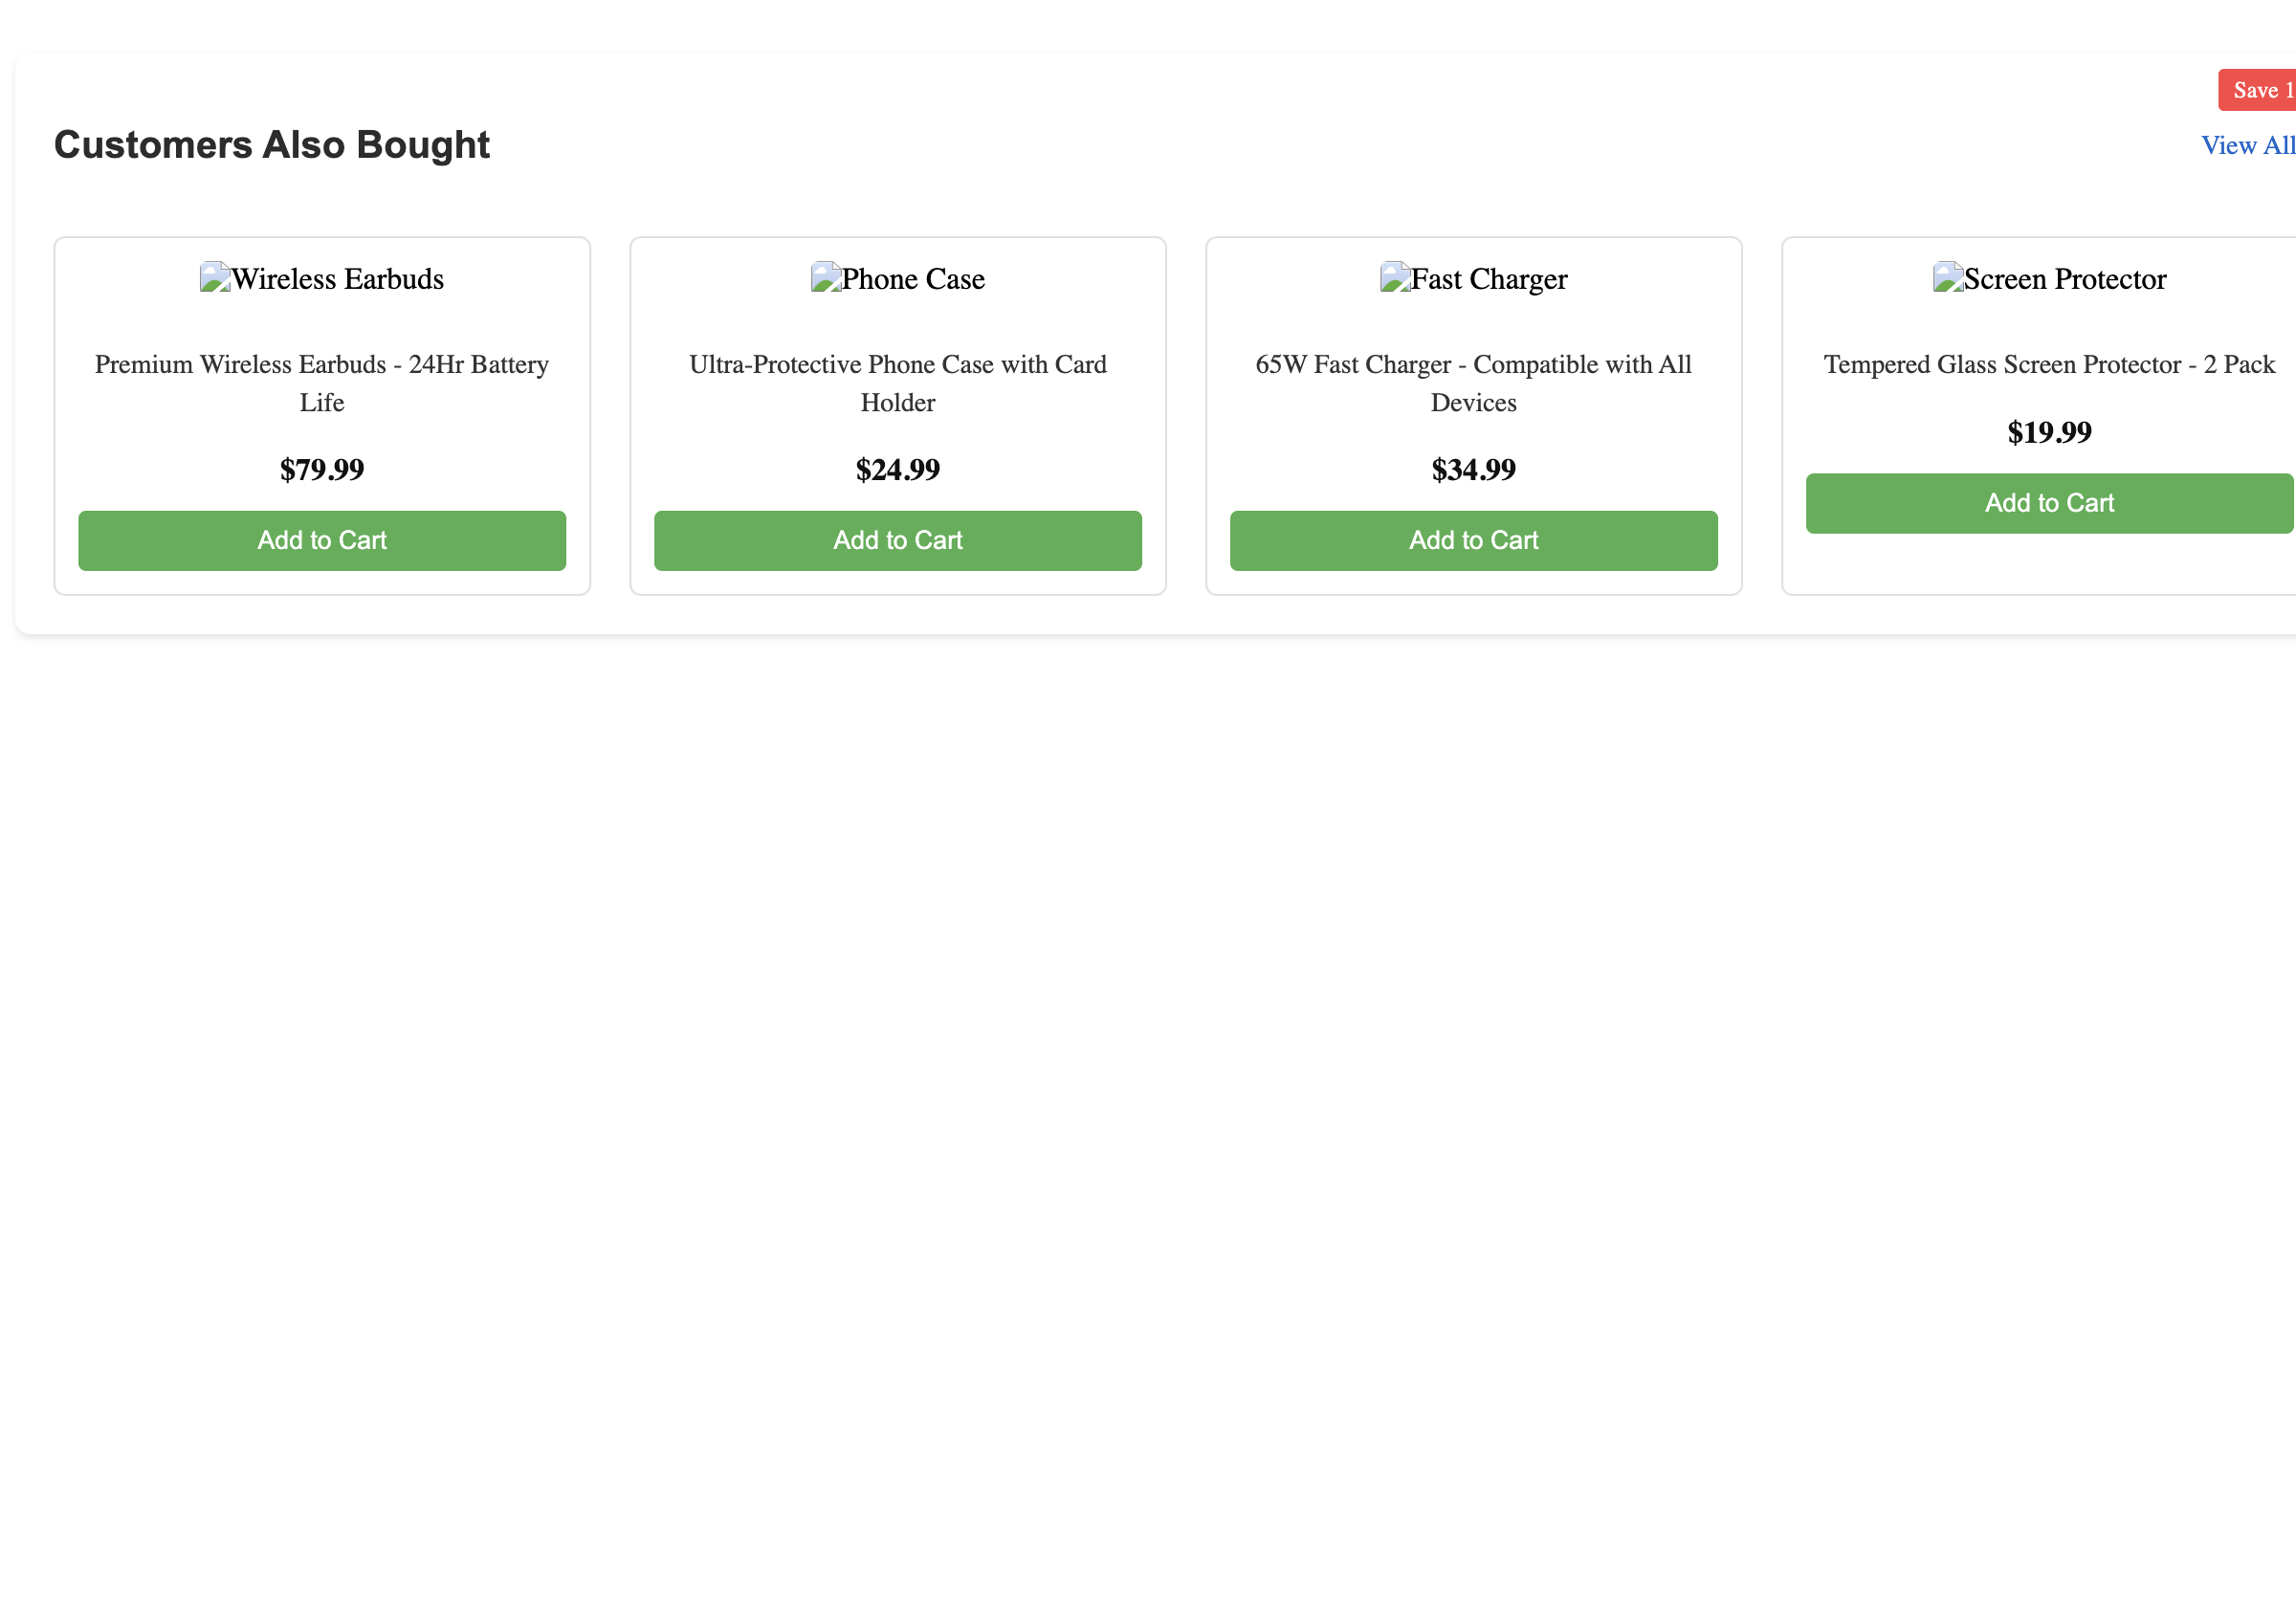 Save 1
Customers Also Bought
View All
Wireless Earbuds
Premium Wireless Earbuds - 24Hr Battery
Life
$79.99
Add to Cart
Phone Case
Ultra-Protective Phone Case with Card
Holder
$24.99
Add to Cart
Fast Charger
65W Fast Charger - Compatible with All
Devices
$34.99
Add to Cart
Screen Protector
Tempered Glass Screen Protector - 2 Pack
$19.99
Add to Cart